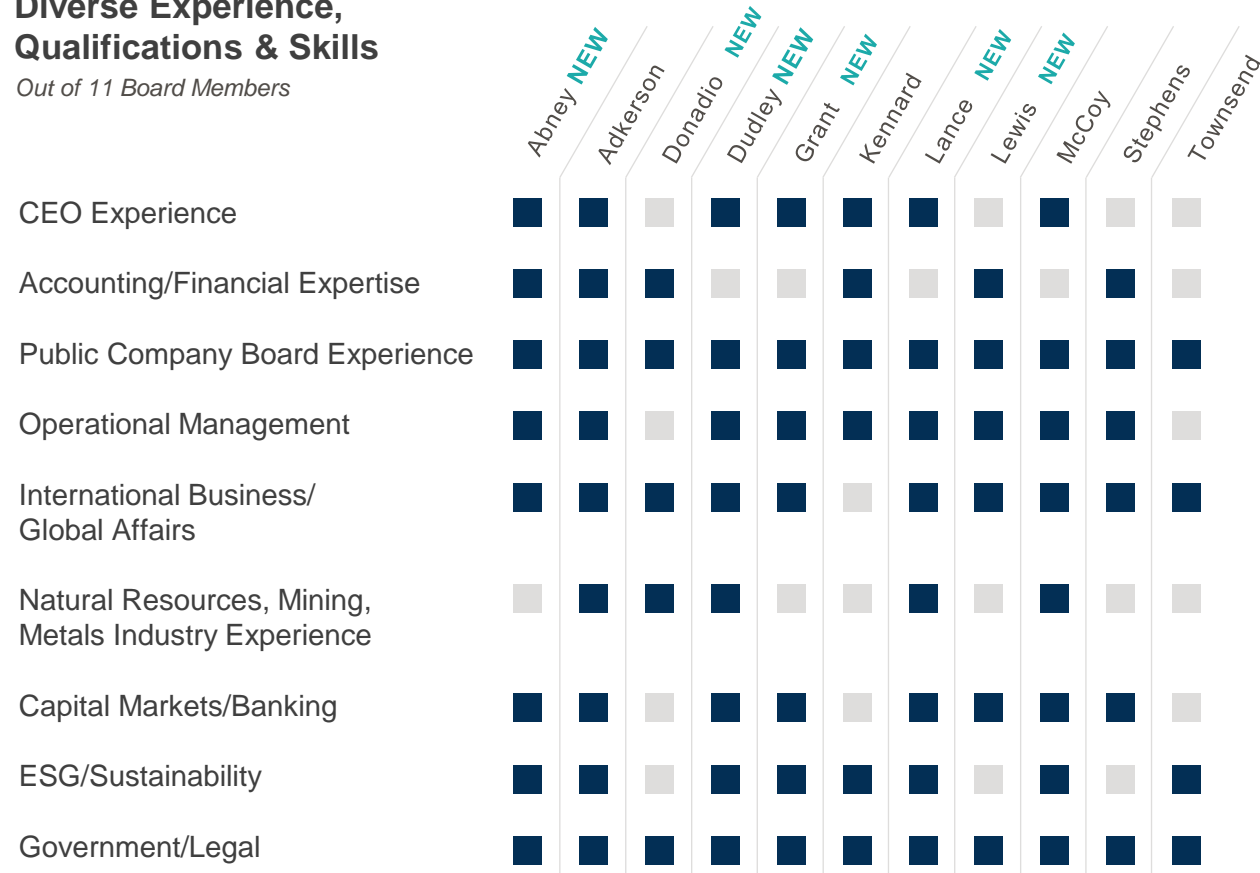 Diverse Experience,
Qualifications & Skills
Out of 11 Board Members
Abney NEW
Adkerson
Donadio NEW
Dudley NEW
Grant NEW
Kennard
Lance NEW
Lewis NEW
McCoy
Stephens
Townsend
CEO Experience
Accounting/Financial Expertise
Public Company Board Experience
Operational Management
International Business/
Global Affairs
Natural Resources, Mining,
Metals Industry Experience
Capital Markets/Banking
ESG/Sustainability
Government/Legal